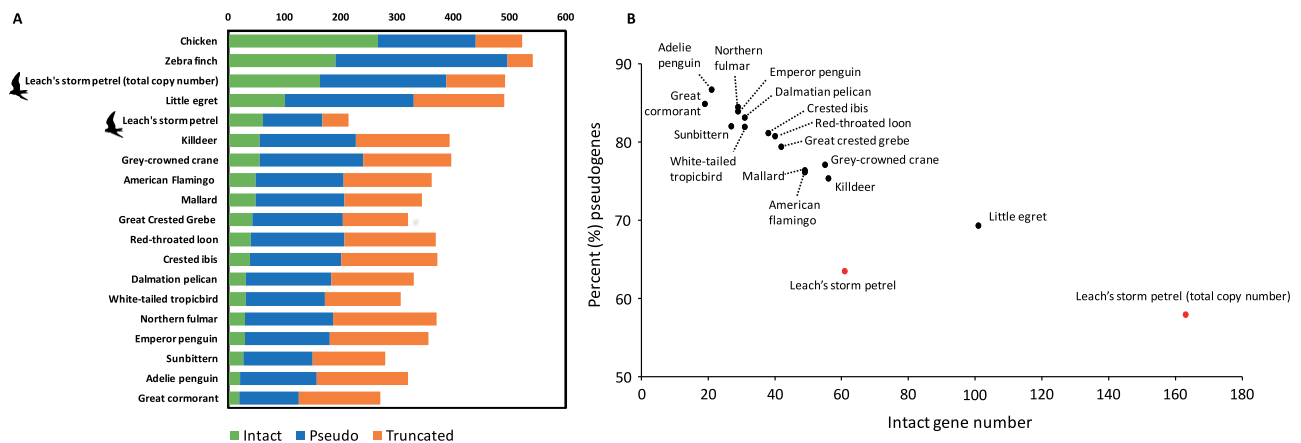 A
0 100 200 300 400 500 600
Chicken
Zebra finch
Leach's storm petrel (total copy number)
Little egret
Leach's storm petrel
Killdeer
Grey-crowned crane
American Flamingo
Mallard
Great Crested Grebe
Red-throated loon
Crested ibis
Dalmatian pelican
White-tailed tropicbird
Northern fulmar
Emperor penguin
Sunbittern
Adelie penguin
Great cormorant
Intact Pseudo Truncated
B
Percent (%) pseudogenes
90
80
70
60
50
Adelie
penguin
Northern
fulmar
Emperor penguin
Dalmatian pelican
Great
cormorant
Crested ibis
Red-throated loon
Sunbittern
Great crested grebe
White-tailed
tropicbird
Grey-crowned crane
Mallard
Killdeer
American
flamingo
Little egret
Leach's storm petrel
Leach's storm petrel (total copy number)
0 20 40 60 80 100 120 140 160 180
Intact gene number